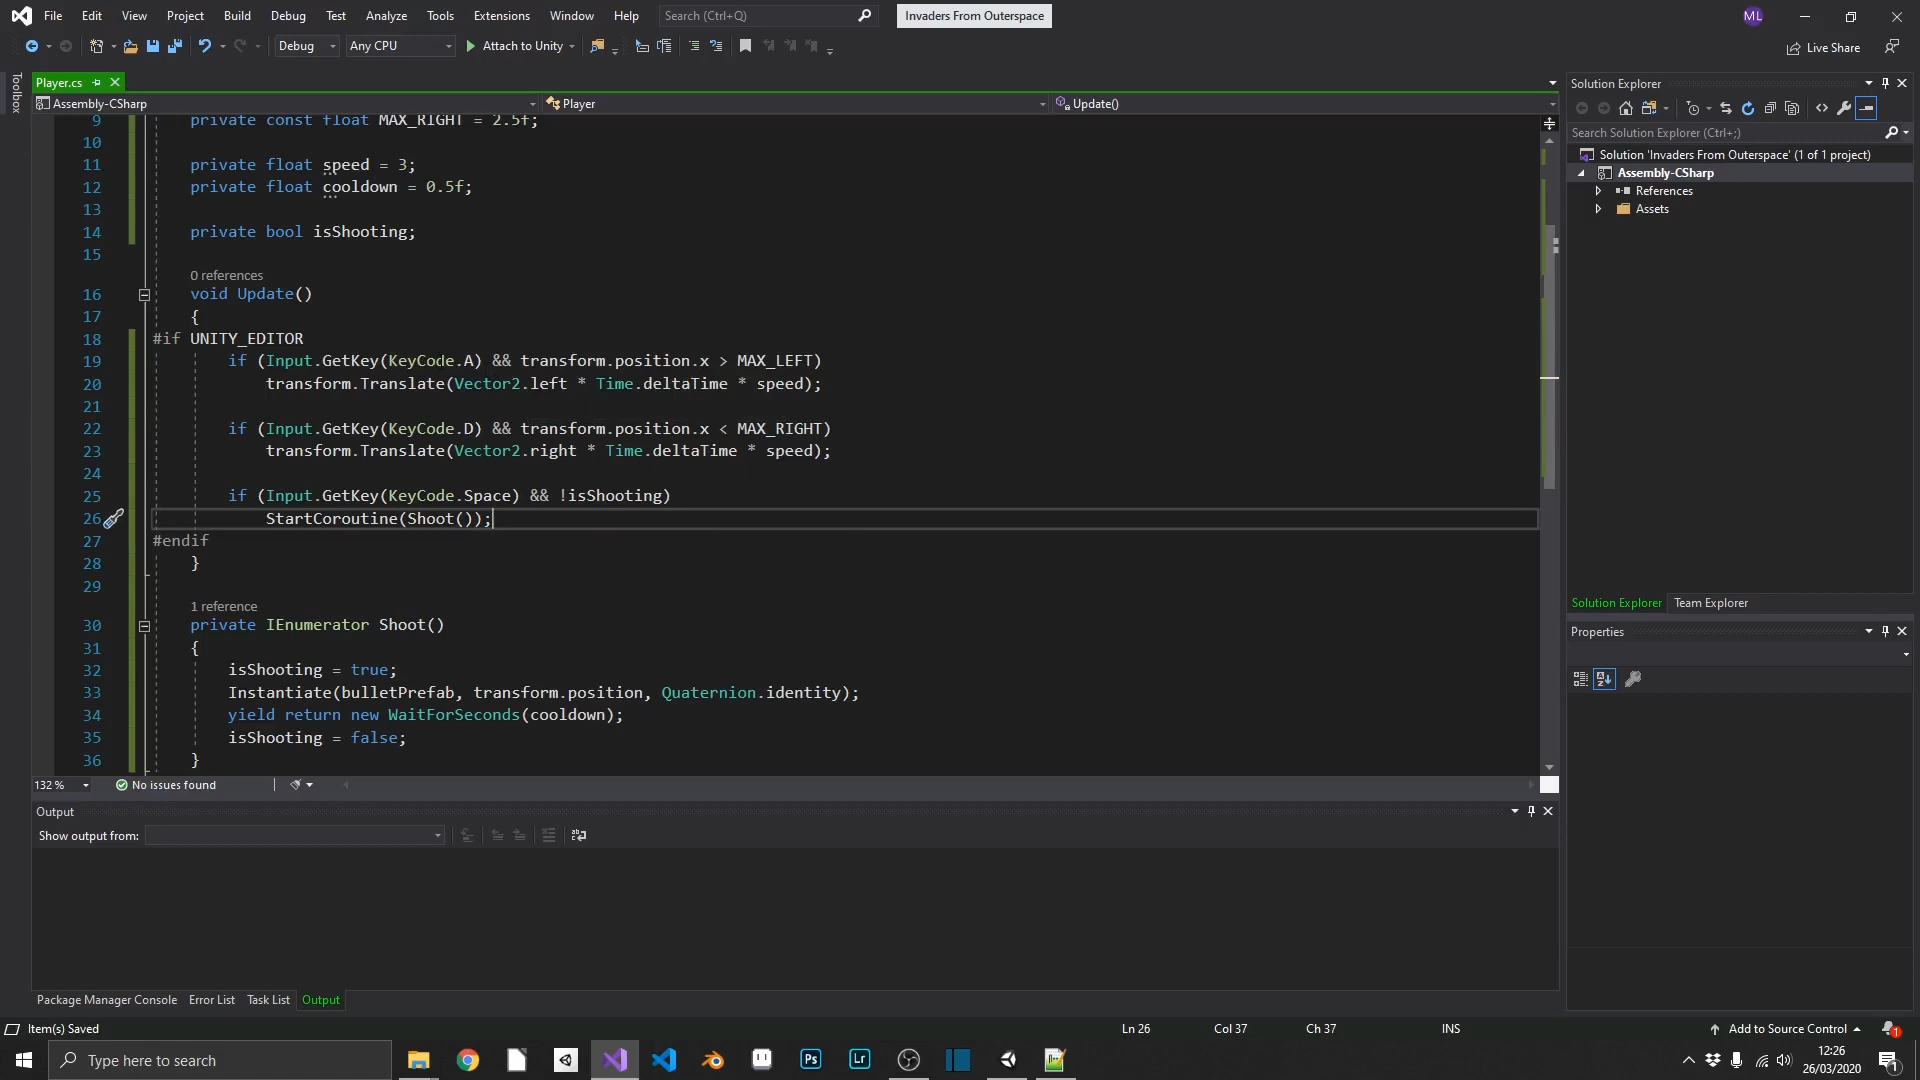 File Edit View Project Build Debug Test Analyze Tools Extensions Window Help Search (Ctrl+Q) Invaders From Outerspace ML
Debug Any CPU Attach to Unity Live Share
Toolbox
Player.cs
Assembly-CSharp Player Update()
9 private const float MAX_RIGHT = 2.5f;
10
11 private float speed = 3;
12 private float cooldown = 0.5f;
13
14 private bool isShooting;
15
0 references
16 void Update()
17 {
18 #if UNITY_EDITOR
19 if (Input.GetKey(KeyCode.A) && transform.position.x > MAX_LEFT)
20 transform.Translate(Vector2.left * Time.deltaTime * speed);
21
22 if (Input.GetKey(KeyCode.D) && transform.position.x < MAX_RIGHT)
23 transform.Translate(Vector2.right * Time.deltaTime * speed);
24
25 if (Input.GetKey(KeyCode.Space) && !isShooting)
26 StartCoroutine(Shoot());
27 #endif
28 }
29
1 reference
30 private IEnumerator Shoot()
31 {
32 isShooting = true;
33 Instantiate(bulletPrefab, transform.position, Quaternion.identity);
34 yield return new WaitForSeconds(cooldown);
35 isShooting = false;
36 }
132 % No issues found
Output
Show output from:
Package Manager Console Error List Task List Output
Solution Explorer
Search Solution Explorer (Ctrl+;)
Solution 'Invaders From Outerspace' (1 of 1 project)
Assembly-CSharp
References
Assets
Solution Explorer Team Explorer
Properties
Item(s) Saved Ln 26 Col 37 Ch 37 INS Add to Source Control 1
Type here to search Ps Lr
12:26
26/03/2020
1